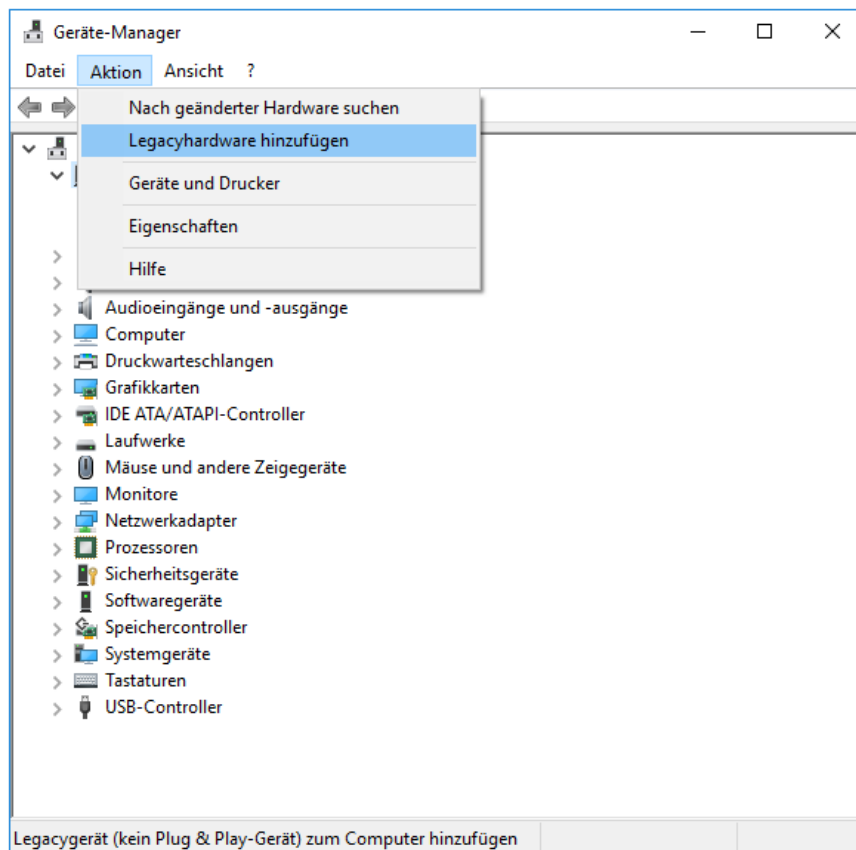 Geräte-Manager
Datei Aktion Ansicht ?
Nach geänderter Hardware suchen
Legacyhardware hinzufügen
Geräte und Drucker
Eigenschaften
Hilfe
Audioeingänge und -ausgänge
Computer
Druckwarteschlangen
Grafikkarten
IDE ATA/ATAPI-Controller
Laufwerke
Mäuse und andere Zeigegeräte
Monitore
Netzwerkadapter
Prozessoren
Sicherheitsgeräte
Softwaregeräte
Speichercontroller
Systemgeräte
Tastaturen
USB-Controller
Legacygerät (kein Plug & Play-Gerät) zum Computer hinzufügen